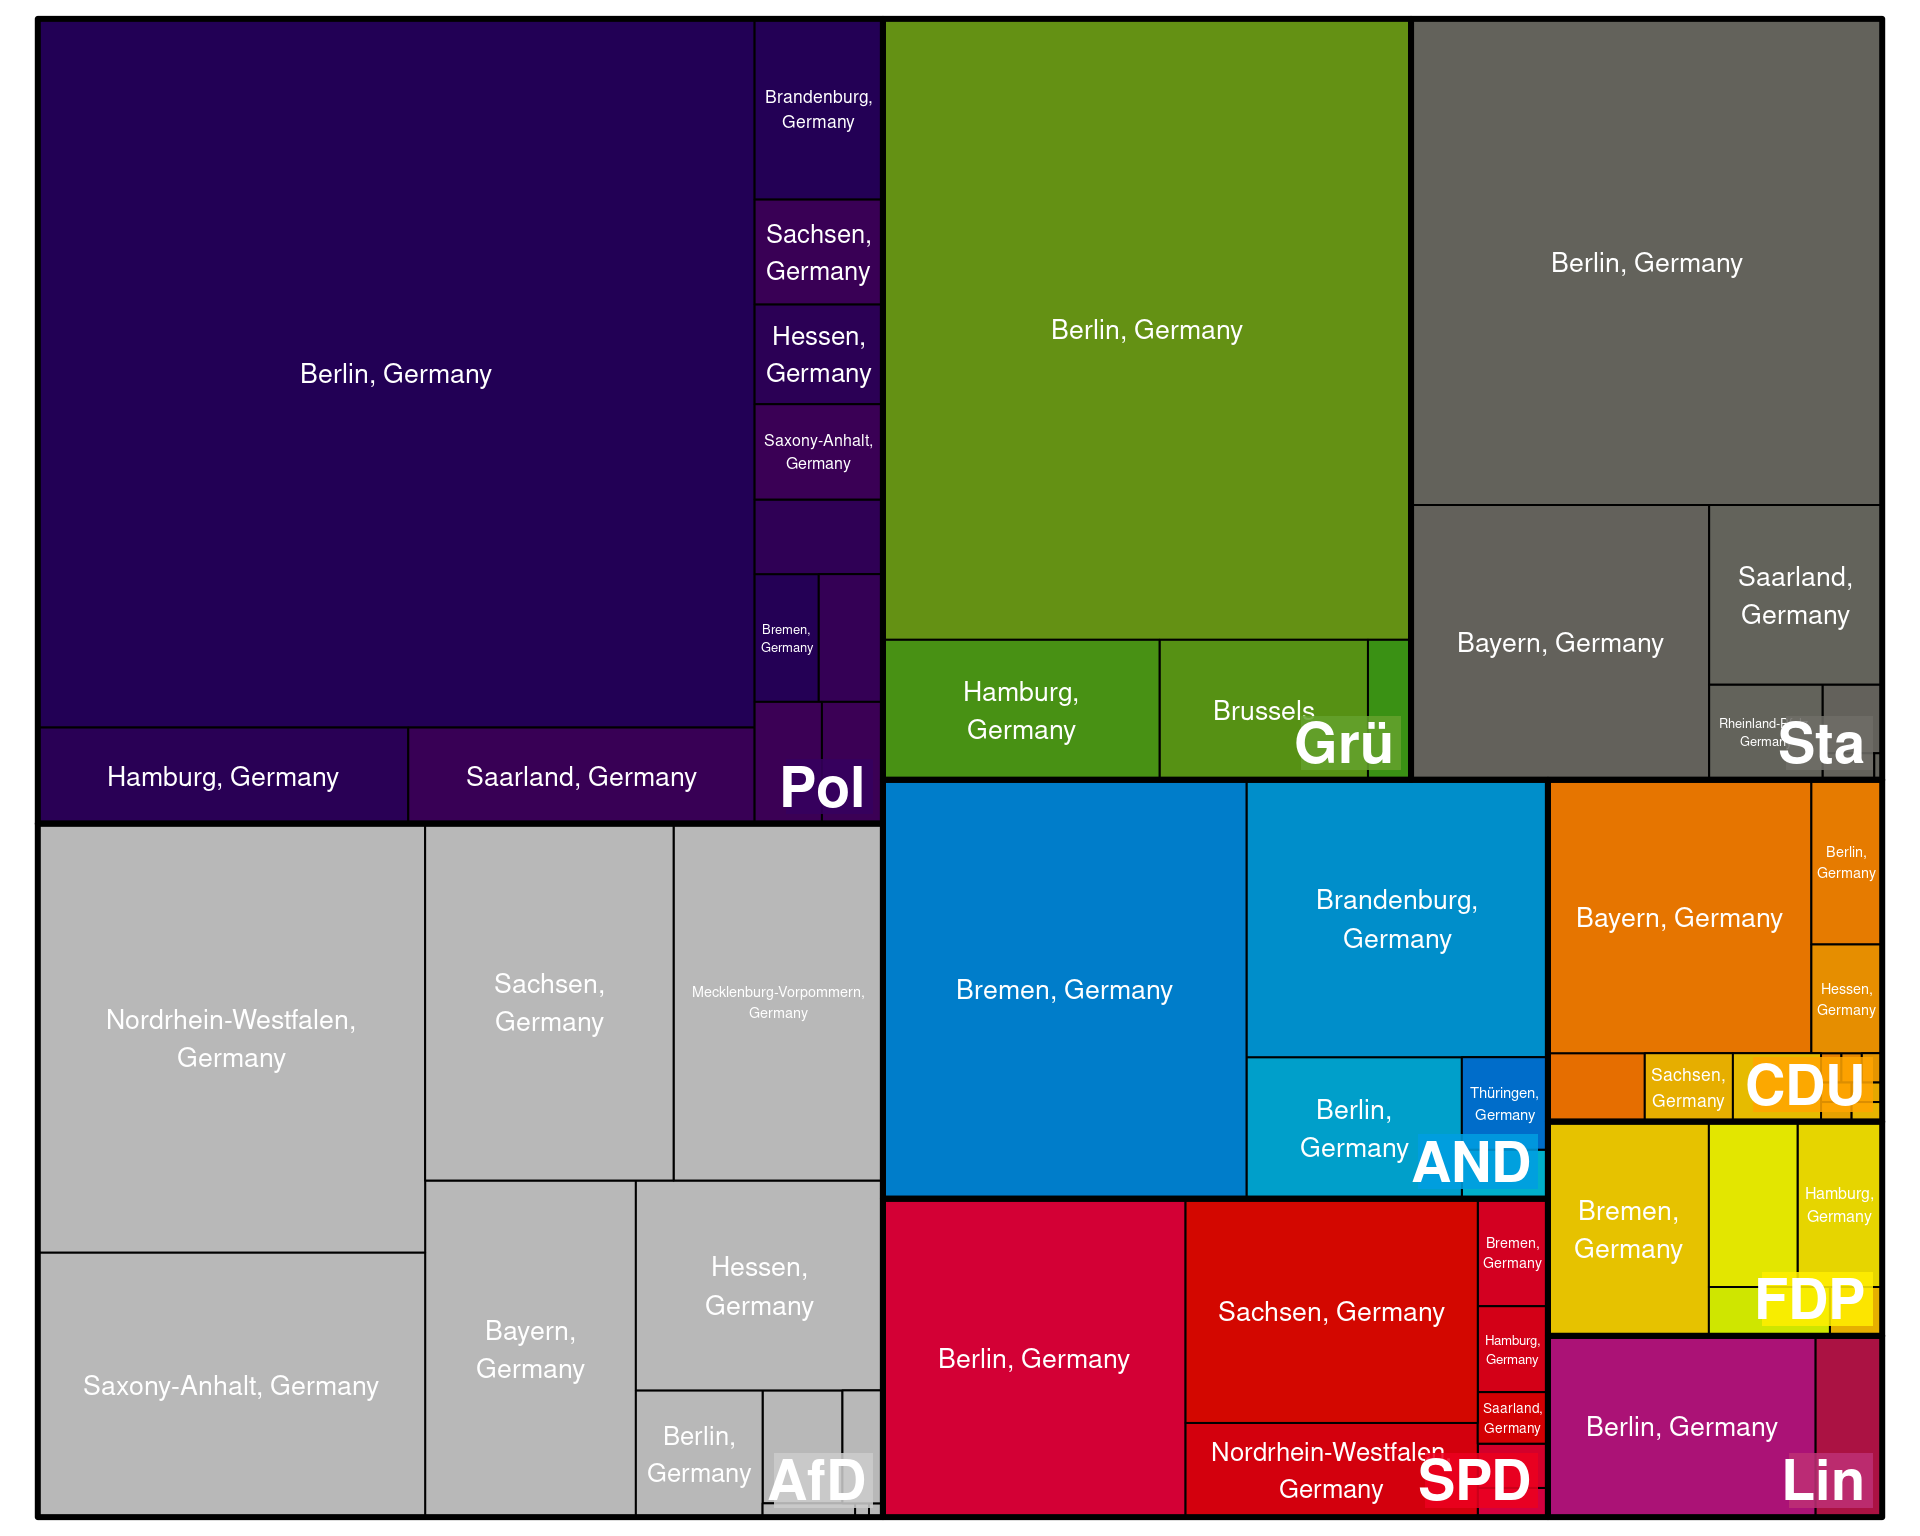 Berlin, Germany
Brandenburg,
Germany
Sachsen,
Germany
Hessen,
Germany
Saxony-Anhalt,
Germany
Bremen,
Germany
Hamburg, Germany
Saarland, Germany
Pol
Berlin, Germany
Hamburg,
Germany
Brussels
Grü
Berlin, Germany
Bayern, Germany
Saarland,
Germany
Sta
Nordrhein-Westfalen,
Germany
Saxony-Anhalt, Germany
Sachsen,
Germany
Mecklenburg-Vorpommern,
Germany
Bayern,
Germany
Hessen,
Germany
Berlin,
Germany
AfD
Bremen, Germany
Brandenburg,
Germany
Berlin,
Germany
Thüringen,
Germany
AND
Bayern, Germany
Berlin,
Germany
Hessen,
Germany
Sachsen,
Germany
CDU
Berlin, Germany
Sachsen, Germany
Nordrhein-Westfalen
Germany
Bremen,
Germany
Hamburg,
Germany
Saarland,
Germany
SPD
Bremen,
Germany
Hamburg,
Germany
FDP
Berlin, Germany
Lin